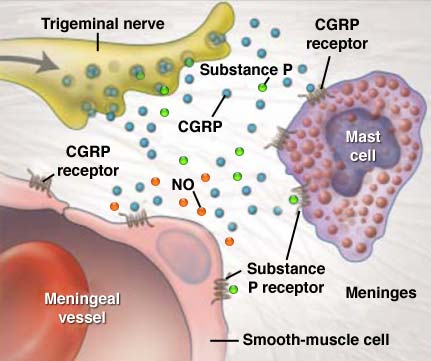 Trigeminal nerve
CGRP
receptor
Substance P
CGRP
Mast
cell
CGRP
receptor
NO
Substance
P receptor
Meningeal
vessel
Meninges
Smooth-muscle cell